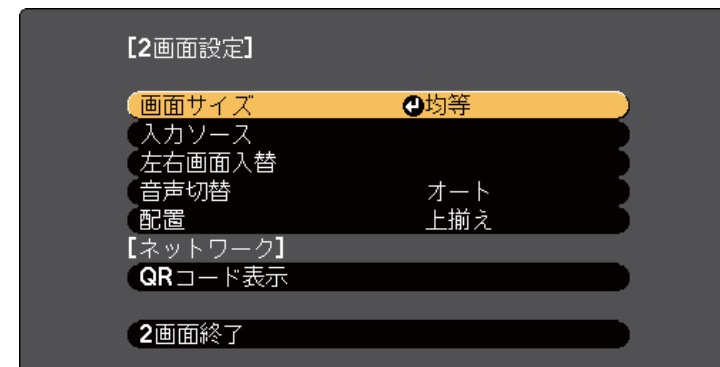 [2画面設定]
画面サイズ 均等
入力ソース
左右画面入替
音声切替 オート
配置 上揃え
[ネットワーク]
QRコード表示
2画面終了